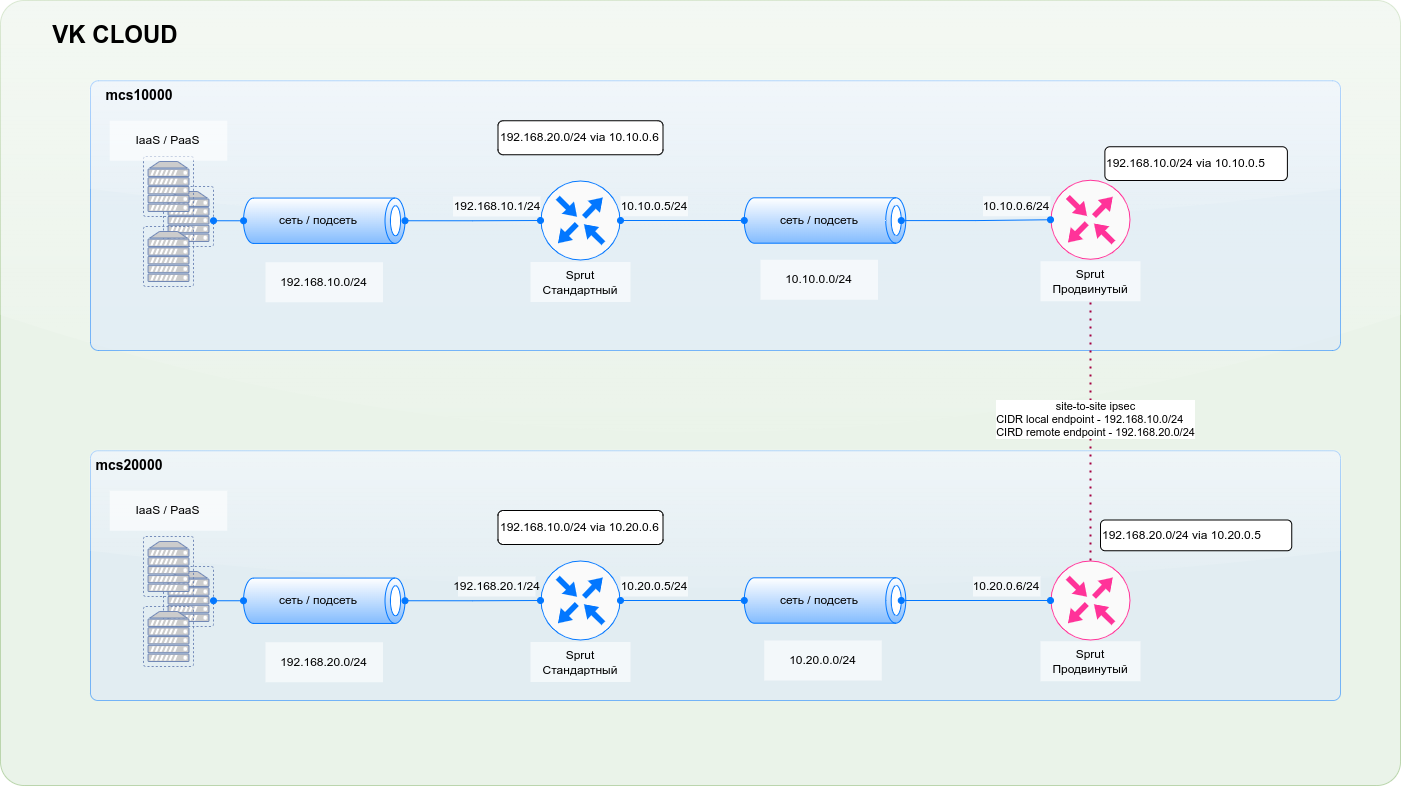 VK CLOUD
mcs10000
IaaS / PaaS
192.168.20.0/24 via 10.10.0.6
192.168.10.0/24 via 10.10.0.5
сеть / подсеть
192.168.10.1/24
10.10.0.5/24
сеть / подсеть
10.10.0.6/24
192.168.10.0/24
Sprut
Стандартный
10.10.0.0/24
Sprut
Продвинутый
site-to-site ipsec
CIDR local endpoint - 192.168.10.0/24
CIRD remote endpoint - 192.168.20.0/24
mcs20000
IaaS / PaaS
192.168.10.0/24 via 10.20.0.6
192.168.20.0/24 via 10.20.0.5
сеть / подсеть
192.168.20.1/24
10.20.0.5/24
сеть / подсеть
10.20.0.6/24
192.168.20.0/24
Sprut
Стандартный
10.20.0.0/24
Sprut
Продвинутый